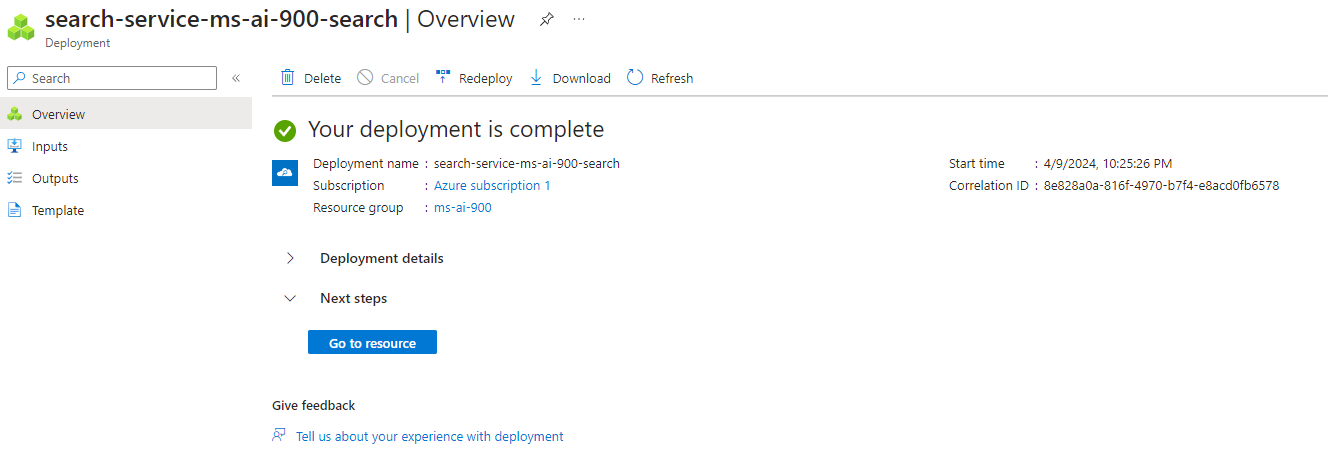 search-service-ms-ai-900-search | Overview
Deployment
Search
Overview
Inputs
Outputs
Template
Delete Cancel Redeploy Download Refresh
Your deployment is complete
Deployment name : search-service-ms-ai-900-search
Subscription : Azure subscription 1
Resource group : ms-ai-900
Start time : 4/9/2024, 10:25:26 PM
Correlation ID : 8e828a0a-816f-4970-b7f4-e8acd0fb6578
Deployment details
Next steps
Go to resource
Give feedback
Tell us about your experience with deployment